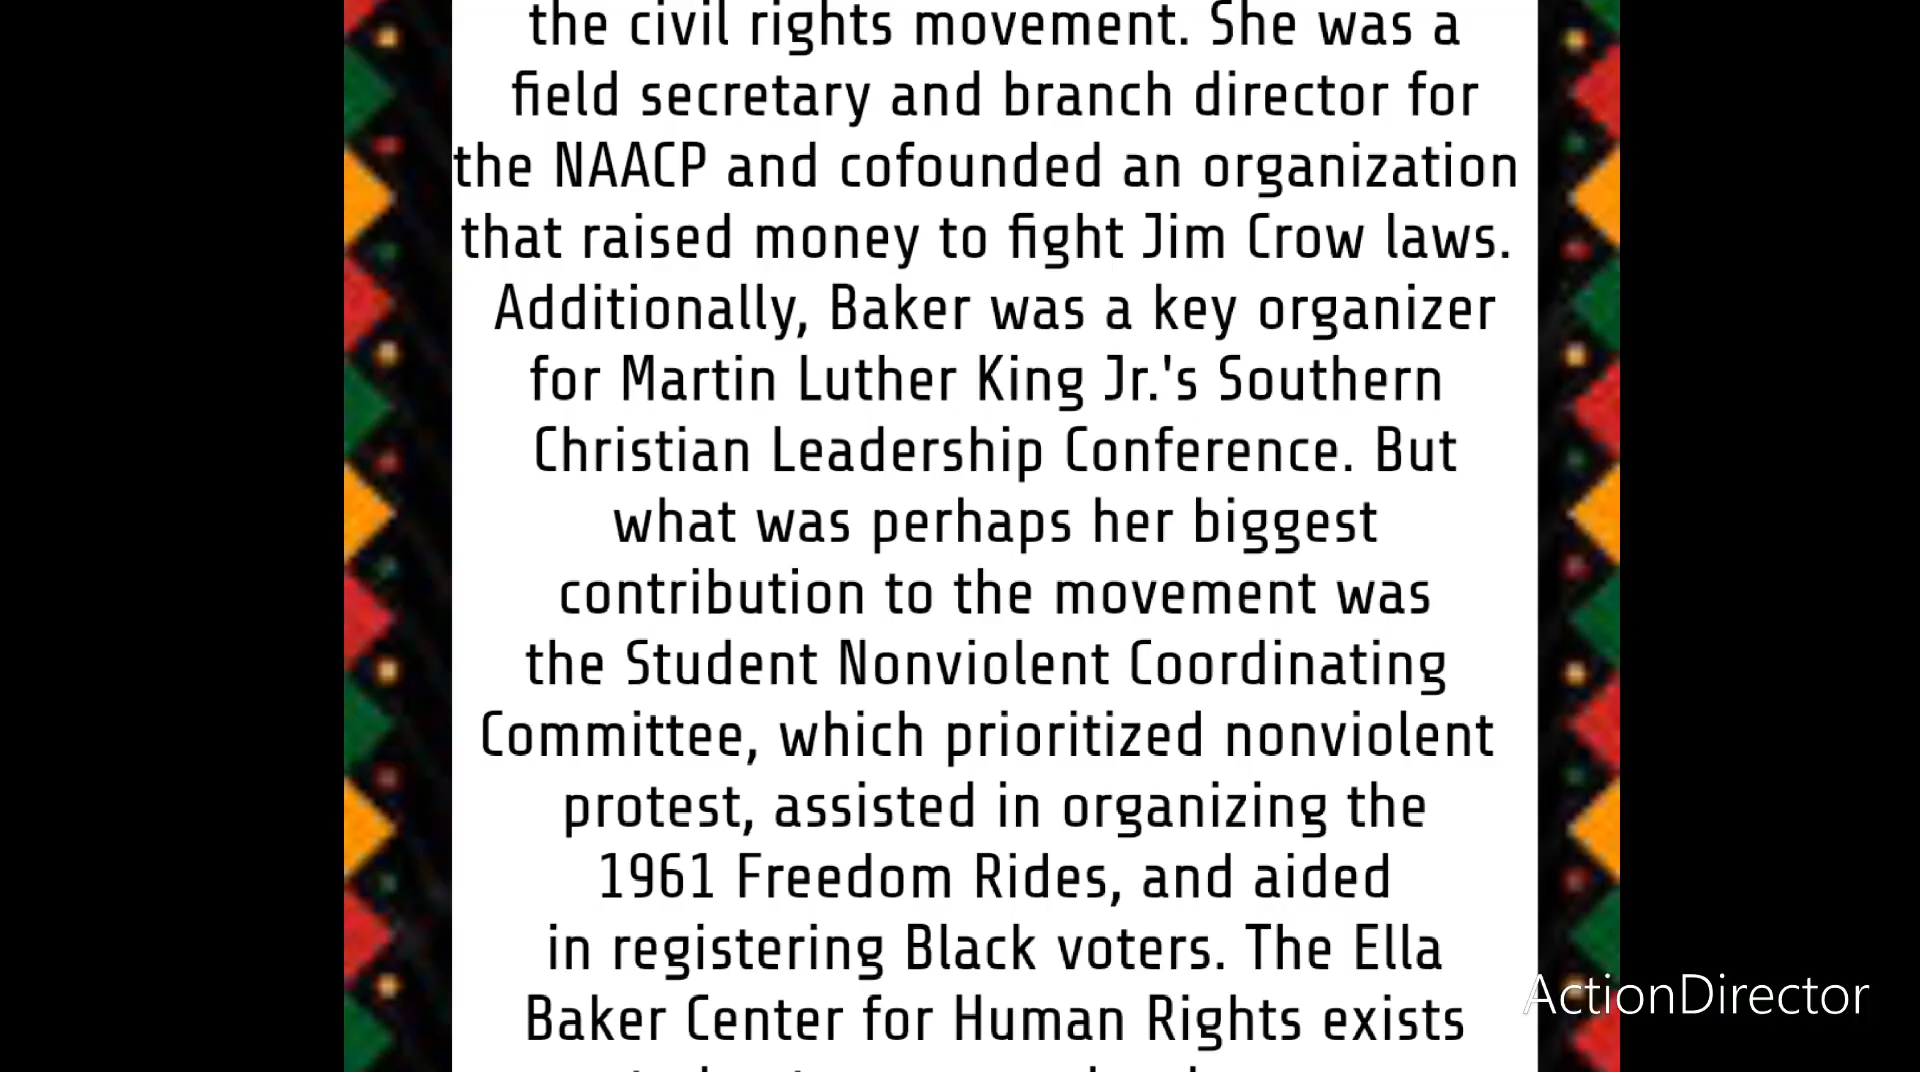 the civil rights movement. She was a
field secretary and branch director for
the NAACP and cofounded an organization
that raised money to fight Jim Crow laws.
Additionally, Baker was a key organizer
for Martin Luther King Jr.'s Southern
Christian Leadership Conference. But
what was perhaps her biggest
contribution to the movement was
the Student Nonviolent Coordinating
Committee, which prioritized nonviolent
protest, assisted in organizing the
1961 Freedom Rides, and aided
in registering Black voters. The Ella
Baker Center for Human Rights exists
ActionDirector